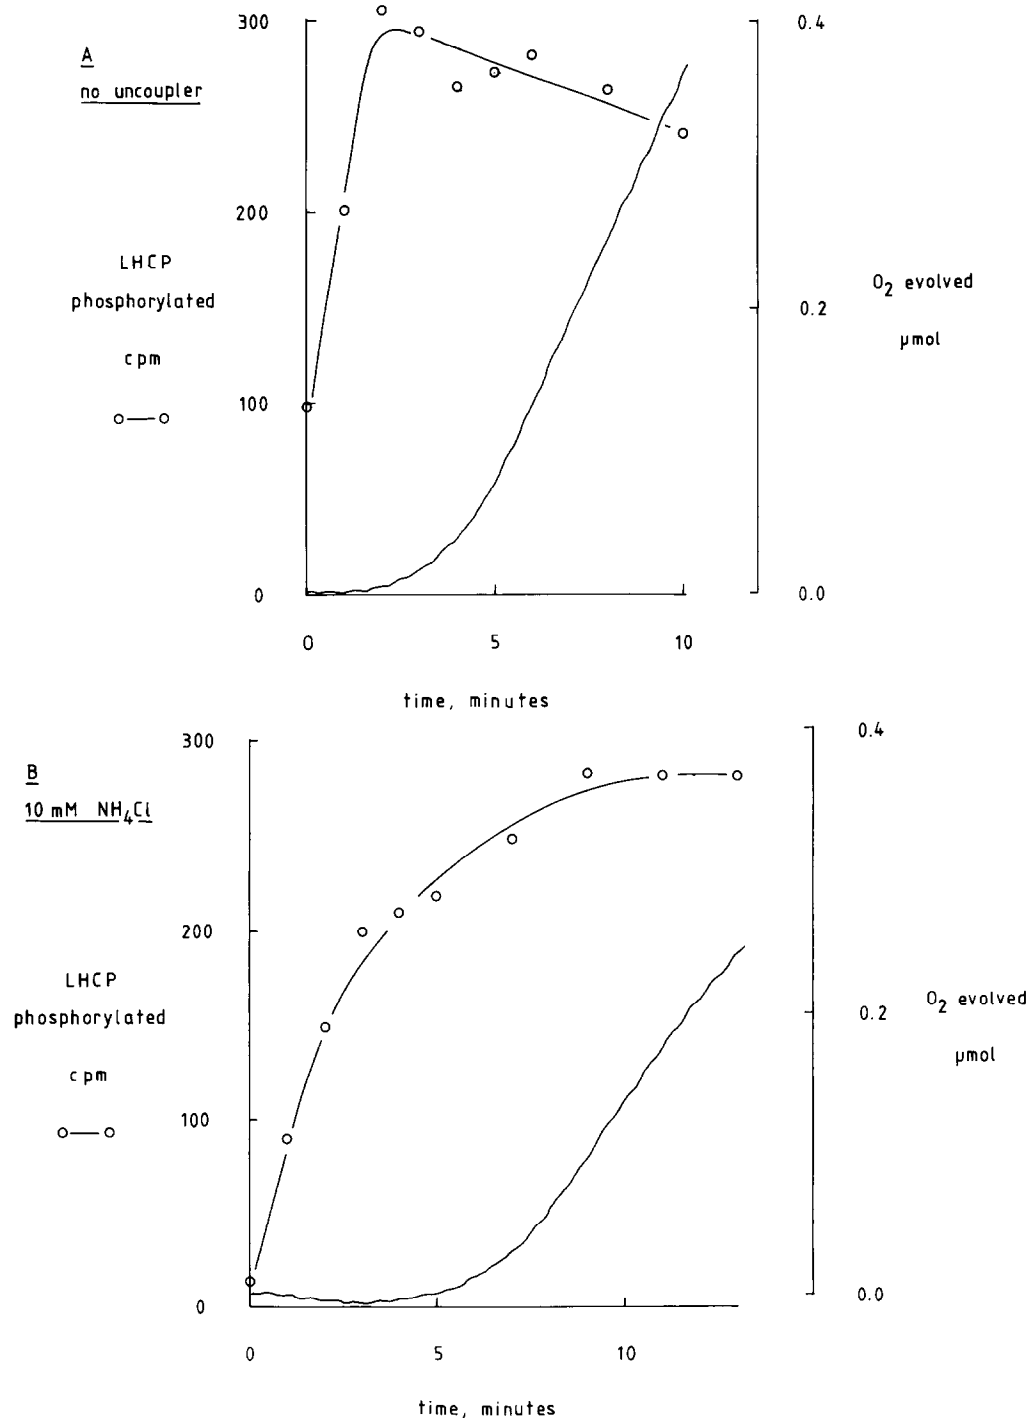 A
no uncoupler
300
200
100
0
LHCP
phosphorylated
cpm
0.4
0.2
0.0
O2 evolved
µmol
0 5 10
time, minutes
B
10 mM NH4Cl
300
200
100
0
LHCP
phosphorylated
cpm
0.4
0.2
0.0
O2 evolved
µmol
0 5 10
time, minutes